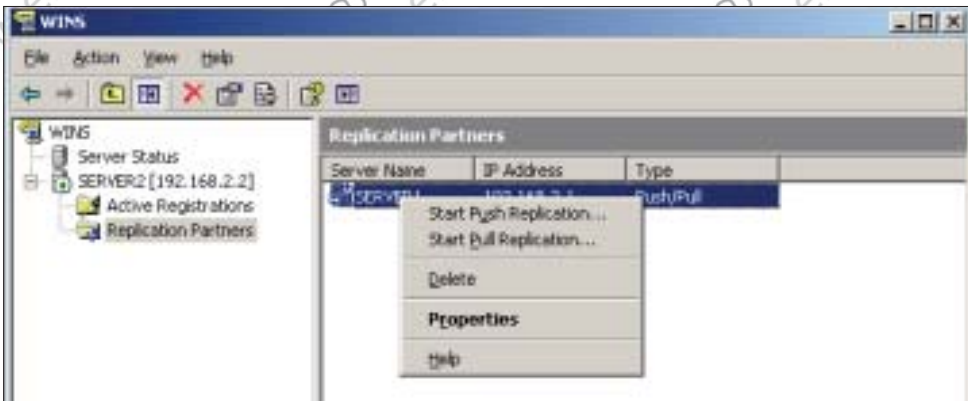 WINS
File Action View Help
WINS
Server Status
SERVER2 [192.168.2.2]
Active Registrations
Replication Partners
Replication Partners
Server Name IP Address Type
Push/Pull
Start Push Replication...
Start Pull Replication...
Delete
Properties
Help